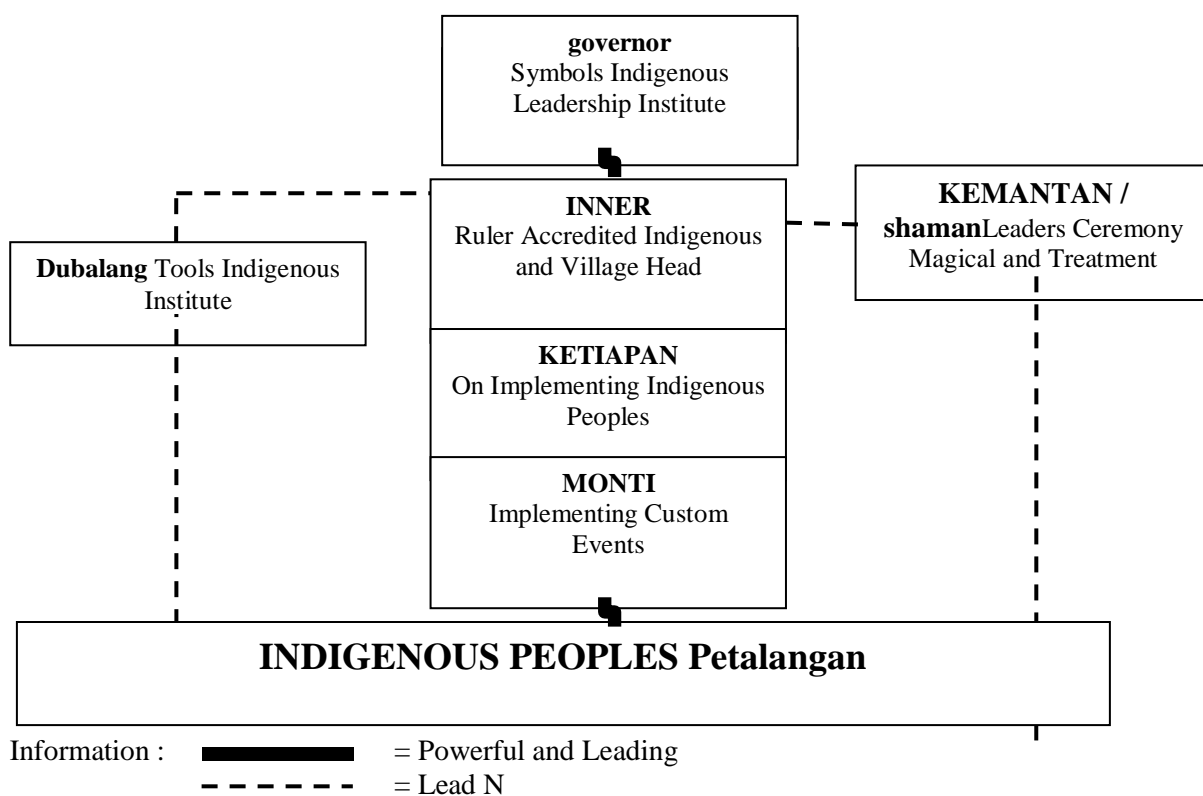 governor
Symbols Indigenous
Leadership Institute
INNER
Ruler Accredited Indigenous
and Village Head
KEMANTAN /
shamanLeaders Ceremony
Magical and Treatment
Dubalang Tools Indigenous
Institute
KETIAPAN
On Implementing Indigenous
Peoples
MONTI
Implementing Custom
Events
INDIGENOUS PEOPLES Petalangan
Information : = Powerful and Leading
= Lead N